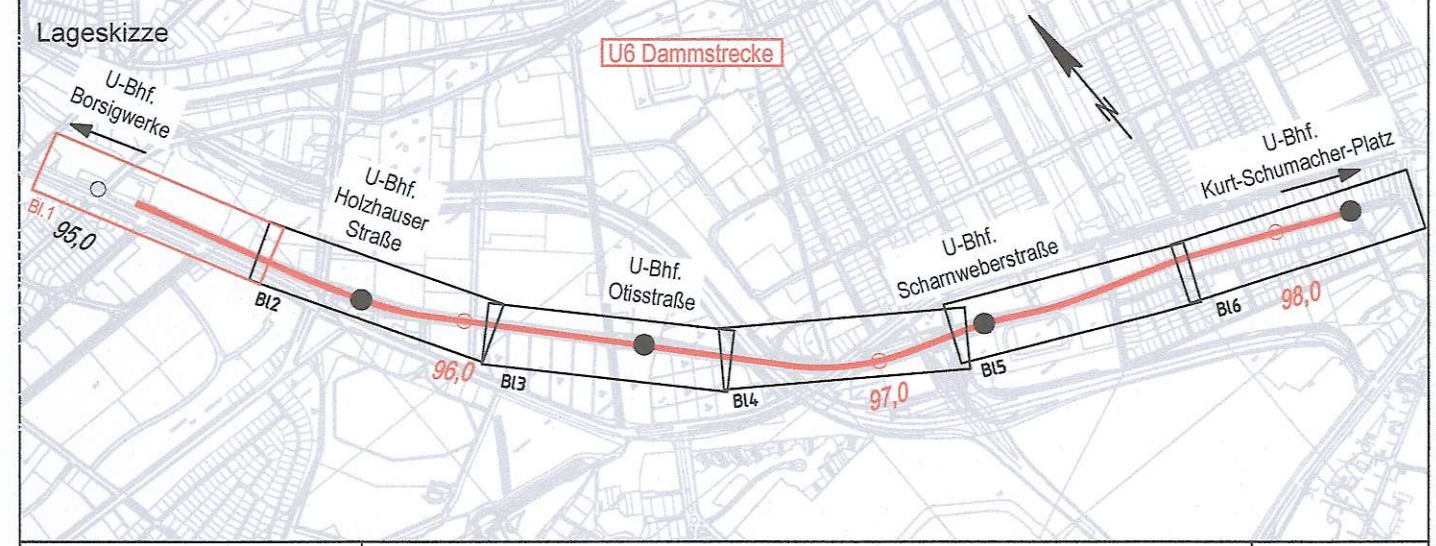 Lageskizze
U6 Dammstrecke
U-Bhf.
Borsigwerke
N
U-Bhf.
Kurt-Schumacher-Platz
U-Bhf.
Holzhauser
Straße
Bl.1
95,0
U-Bhf.
Scharnweberstraße
U-Bhf.
Otisstraße
Bl2
98,0
Bl6
96,0
Bl3
Bl5
97,0
Bl4